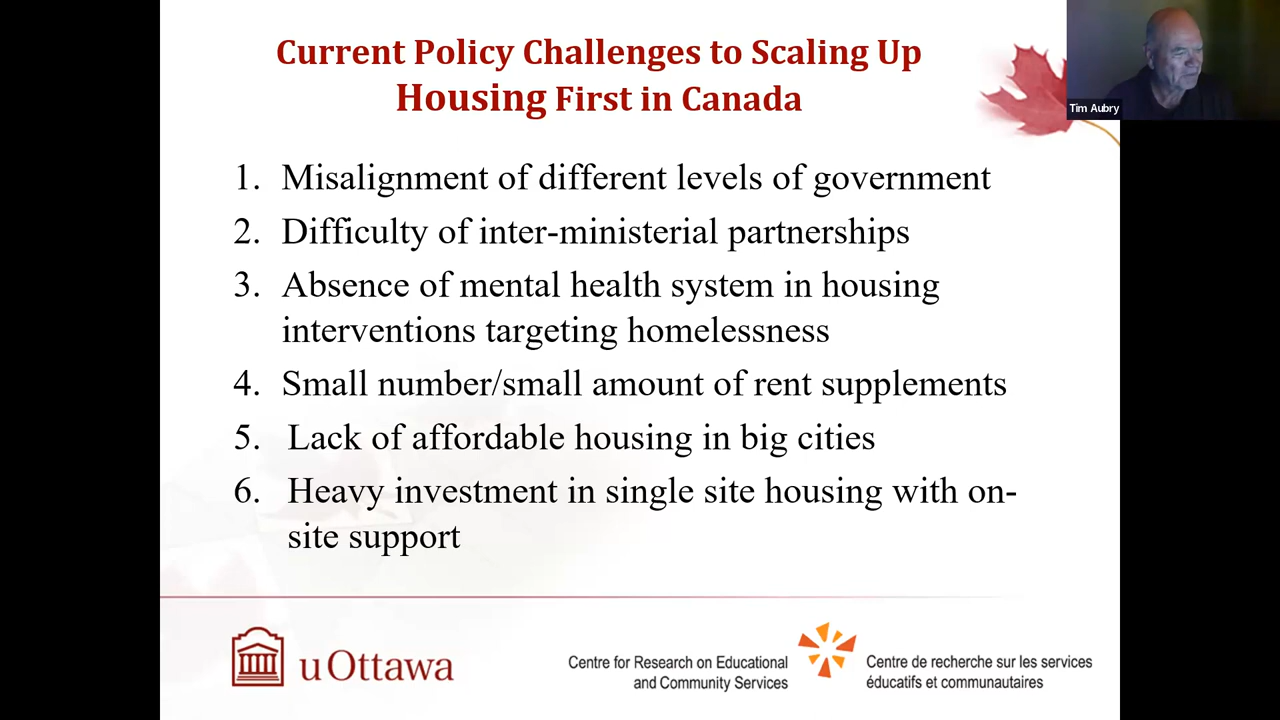 Current Policy Challenges to Scaling Up
Housing First in Canada
Tim Aubry
1. Misalignment of different levels of government
2. Difficulty of inter-ministerial partnerships
3. Absence of mental health system in housing
interventions targeting homelessness
4. Small number/small amount of rent supplements
5. Lack of affordable housing in big cities
6. Heavy investment in single site housing with on-
site support
uOttawa
Centre for Research on Educational
and Community Services
Centre de recherche sur les services
éducatifs et communautaires